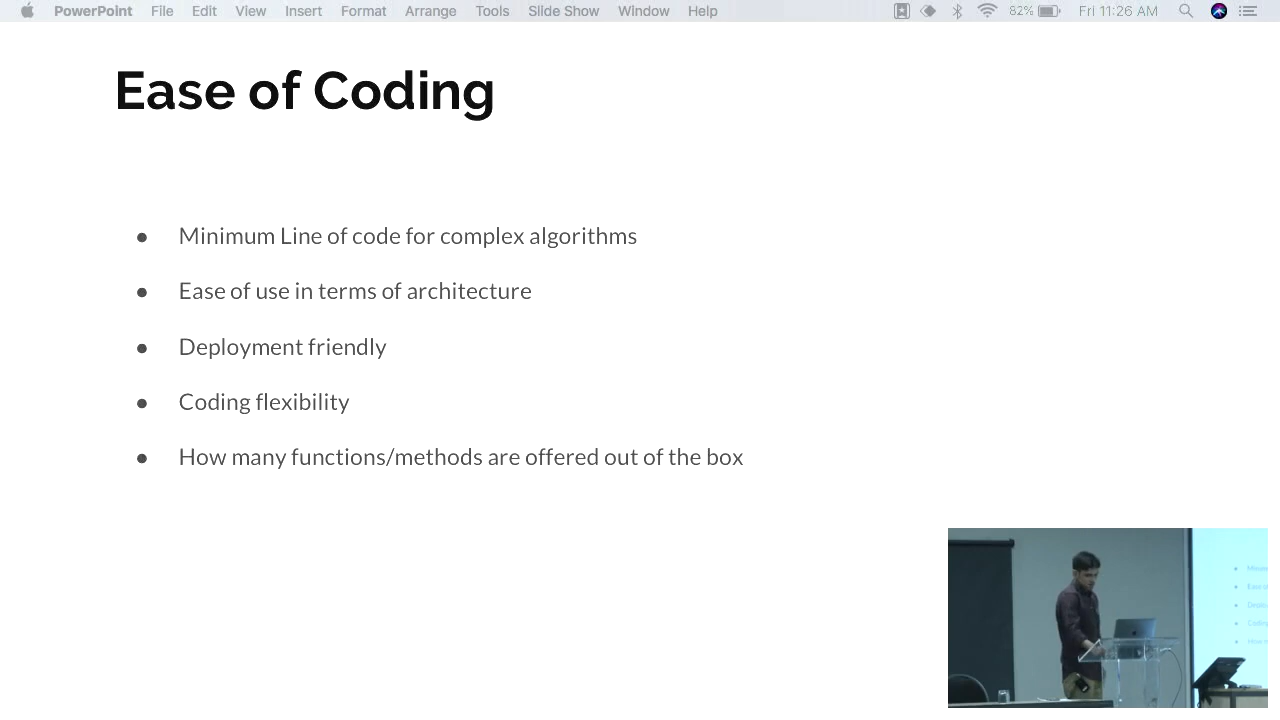 PowerPoint File Edit View Insert Format Arrange Tools Slide Show Window Help 82% Fri 11:26 AM
Ease of Coding
● Minimum Line of code for complex algorithms
● Ease of use in terms of architecture
● Deployment friendly
● Coding flexibility
● How many functions/methods are offered out of the box